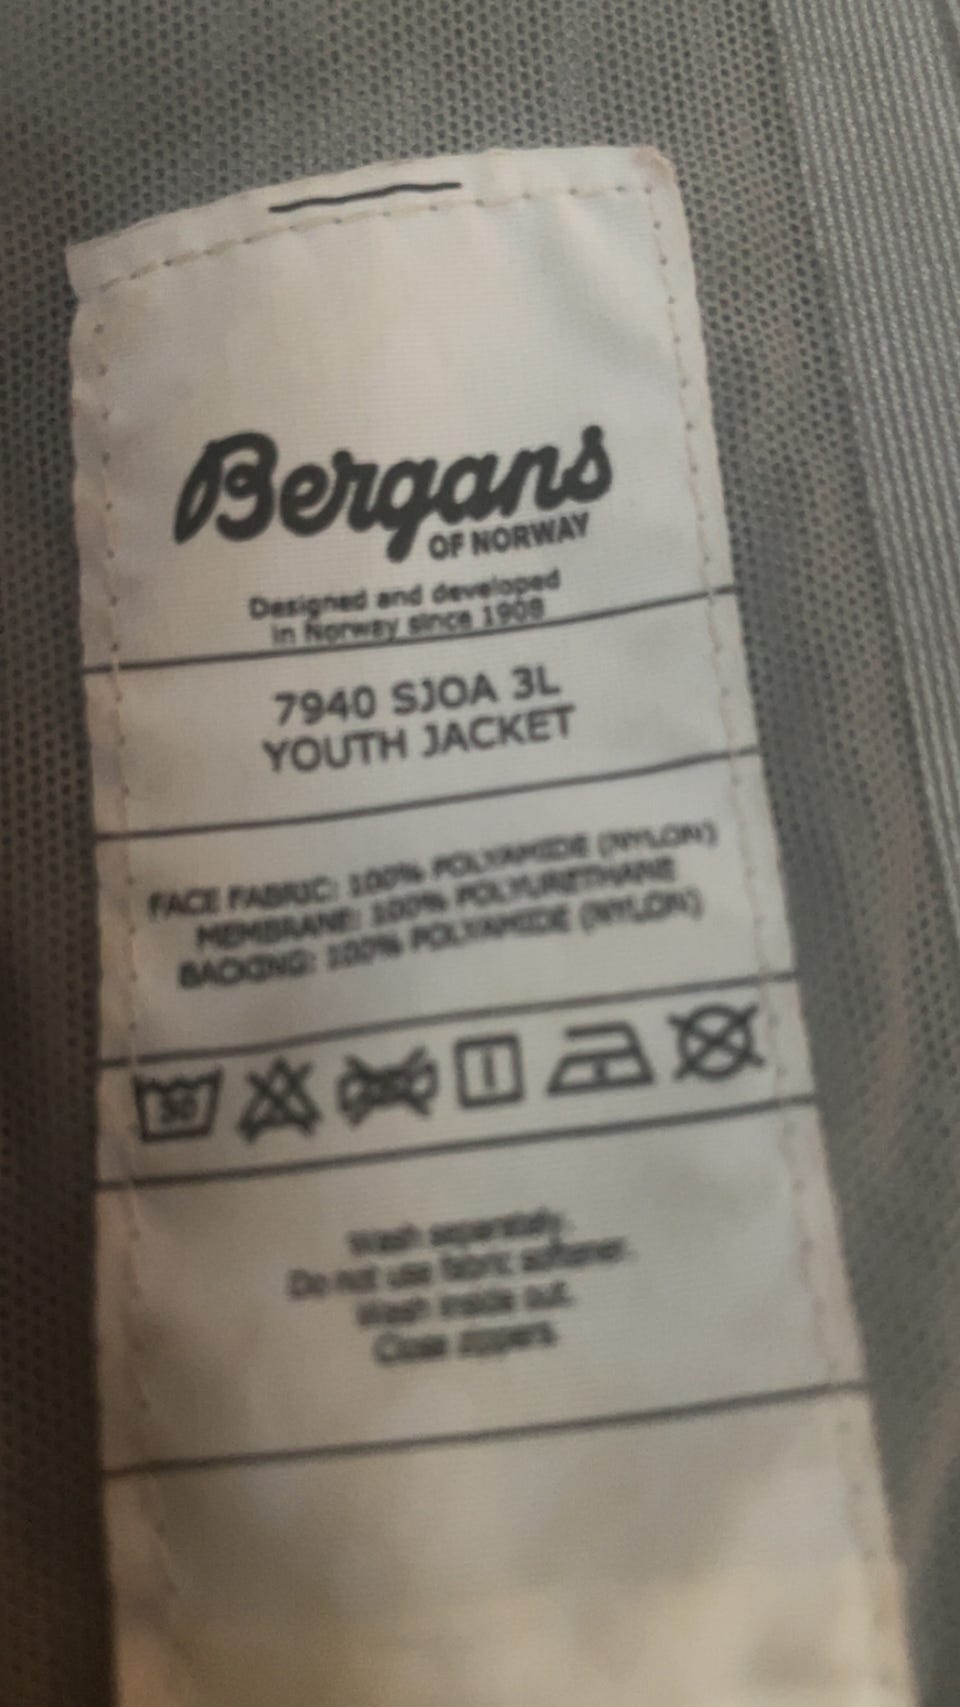 Bergans
OF NORWAY
Designed and developed
in Norway since 1908
7940 SJOA 3L
YOUTH JACKET
FACE FABRIC: 100% POLYAMIDE (NYLON)
MEMBRANE: 100% POLYURETHANE
BACKING: 100% POLYAMIDE (NYLON)
30
Wash separately.
Do not use fabric softener.
Wash inside out.
Close zippers.